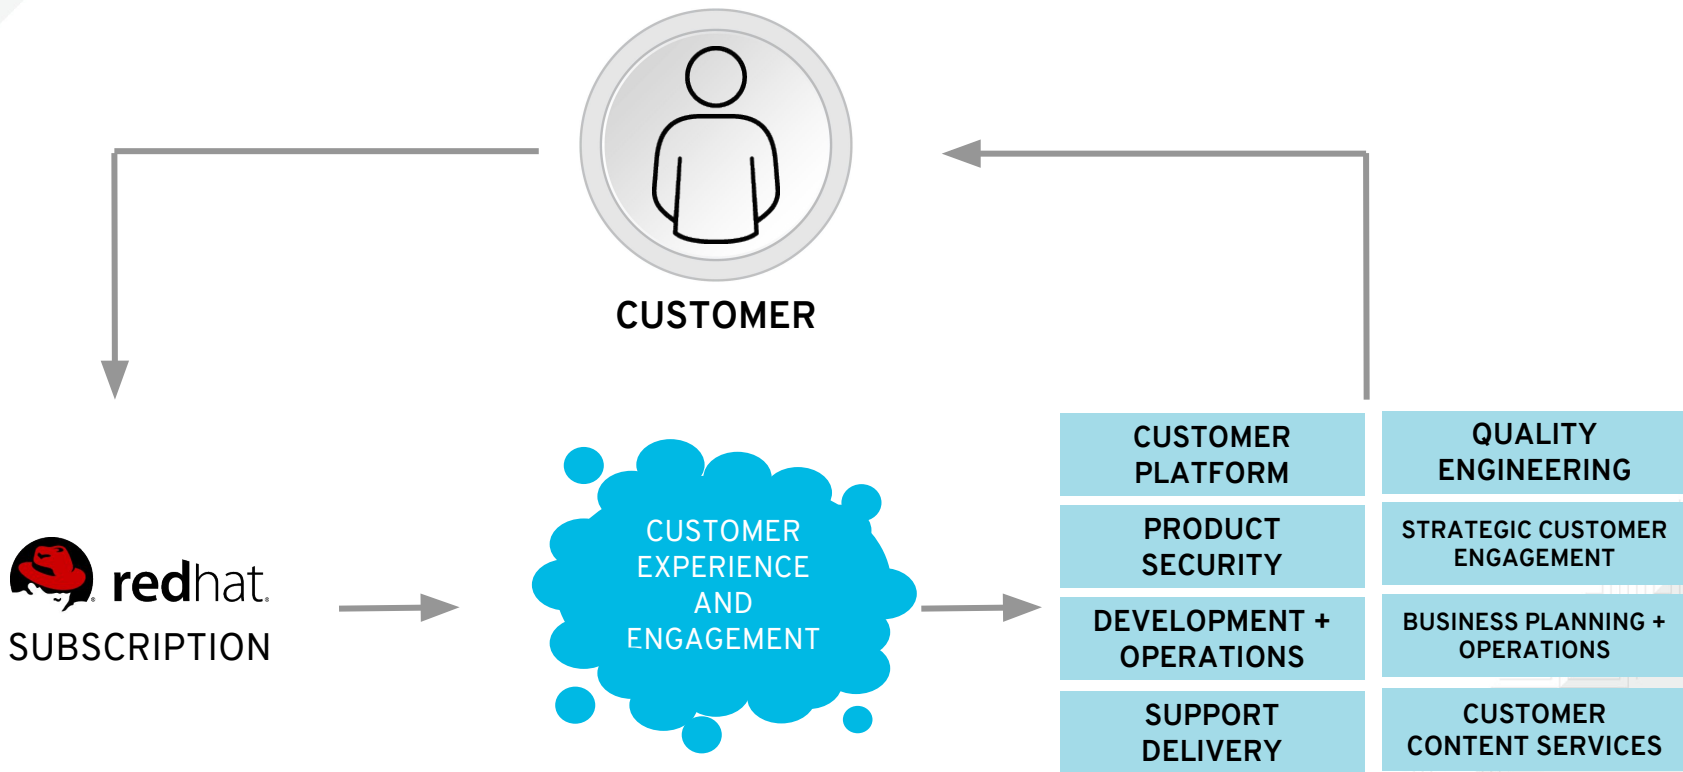 CUSTOMER
redhat.
SUBSCRIPTION
CUSTOMER
EXPERIENCE
AND
ENGAGEMENT
CUSTOMER
PLATFORM
QUALITY
ENGINEERING
PRODUCT
SECURITY
STRATEGIC CUSTOMER
ENGAGEMENT
DEVELOPMENT +
OPERATIONS
BUSINESS PLANNING +
OPERATIONS
SUPPORT
DELIVERY
CUSTOMER
CONTENT SERVICES